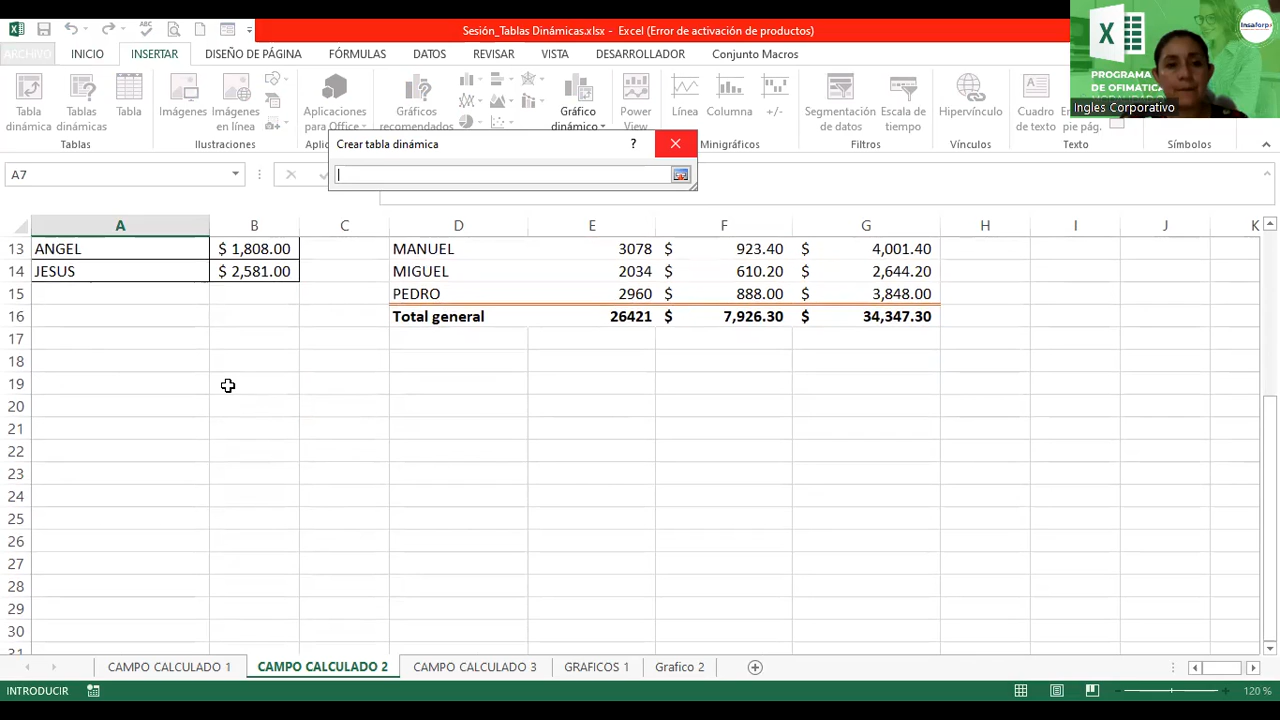 Sesión_Tablas Dinámicas.xlsx - Excel (Error de activación de productos)
ARCHIVO INICIO INSERTAR DISEÑO DE PÁGINA FÓRMULAS DATOS REVISAR VISTA DESARROLLADOR Conjunto Macros
Tabla dinámica
Tablas dinámicas
Tabla
Imágenes
Imágenes en línea
Aplicaciones para Office
Gráficos recomendados
Gráfico dinámico
Power View
Línea
Columna
+/-
Segmentación de datos
Escala de tiempo
Hipervínculo
Cuadro de texto
pie pág.
Tablas Ilustraciones Minigráficos Filtros Vínculos Texto Símbolos
insaforp
PROGRAMA
DE OFIMATICA
Ingles Corporativo
Crear tabla dinámica ?
A7
A B C D E F G H I J K
13 ANGEL $ 1,808.00 MANUEL 3078 $ 923.40 $ 4,001.40
14 JESUS $ 2,581.00 MIGUEL 2034 $ 610.20 $ 2,644.20
15 PEDRO 2960 $ 888.00 $ 3,848.00
16 Total general 26421 $ 7,926.30 $ 34,347.30
17
18
19
20
21
22
23
24
25
26
27
28
29
30
31
CAMPO CALCULADO 1 CAMPO CALCULADO 2 CAMPO CALCULADO 3 GRAFICOS 1 Grafico 2
INTRODUCIR 120 %